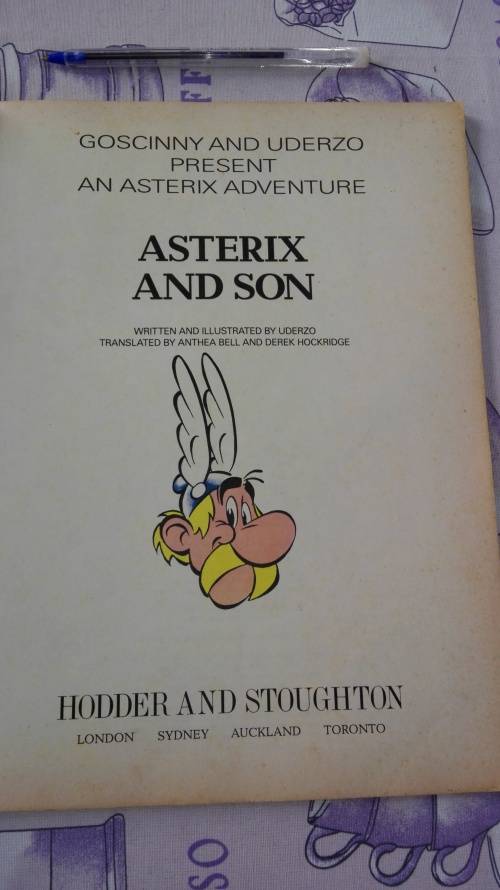 GOSCINNY AND UDERZO
PRESENT
AN ASTERIX ADVENTURE
ASTERIX
AND SON
WRITTEN AND ILLUSTRATED BY UDERZO
TRANSLATED BY ANTHEA BELL AND DEREK HOCKRIDGE
HODDER AND STOUGHTON
LONDON SYDNEY AUCKLAND TORONTO